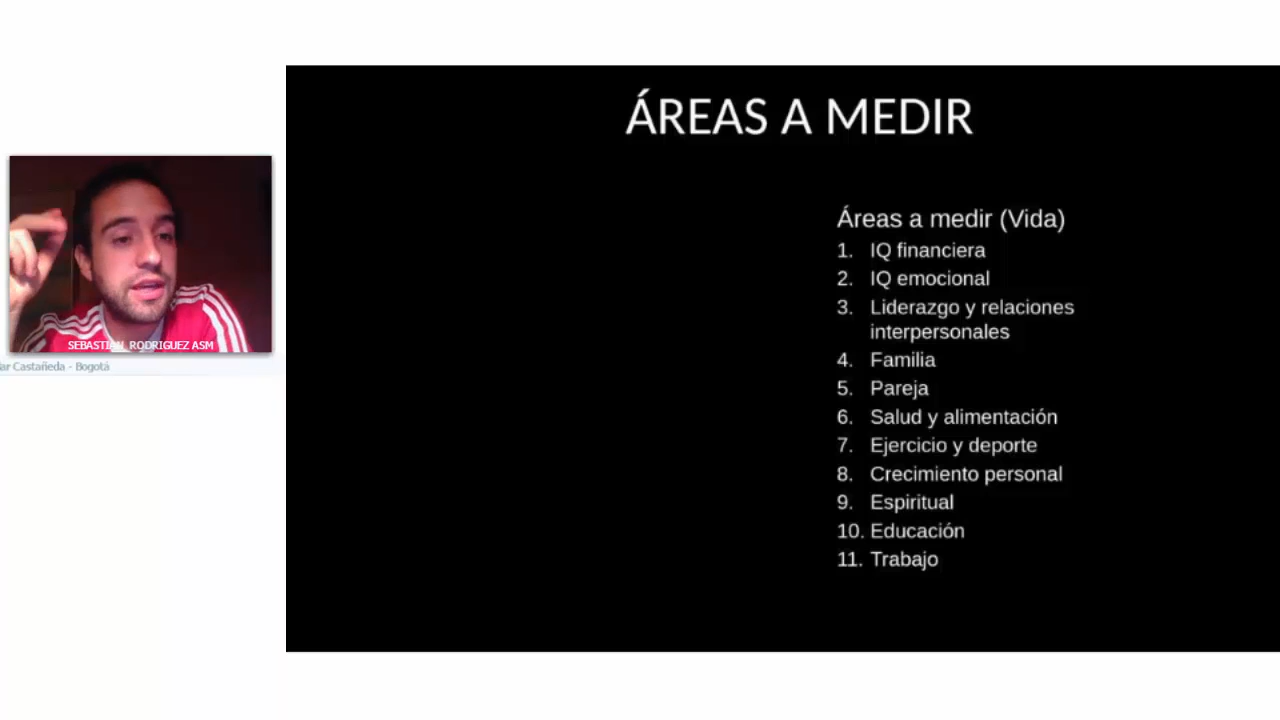 ÁREAS A MEDIR
Áreas a medir (Vida)
1. IQ financiera
2. IQ emocional
3. Liderazgo y relaciones
interpersonales
4. Familia
5. Pareja
6. Salud y alimentación
7. Ejercicio y deporte
8. Crecimiento personal
9. Espiritual
10. Educación
11. Trabajo
SEBASTIAN RODRIGUEZ ASM
Castañeda - Bogotá